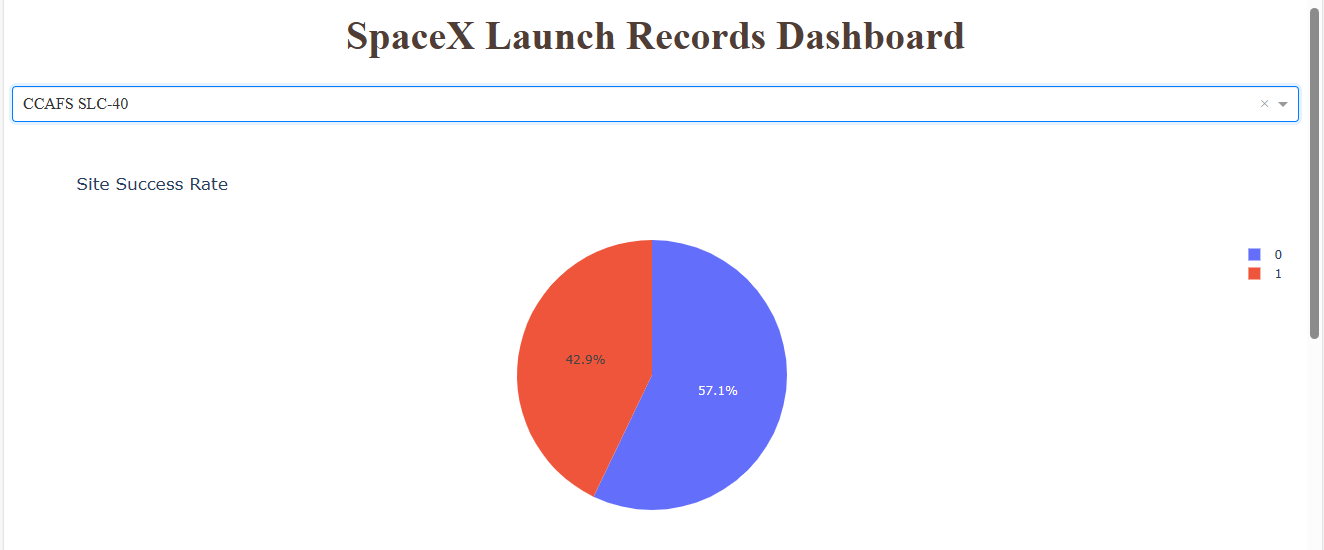 SpaceX Launch Records Dashboard
CCAFS SLC-40
×
Site Success Rate
0
1
42.9%
57.1%